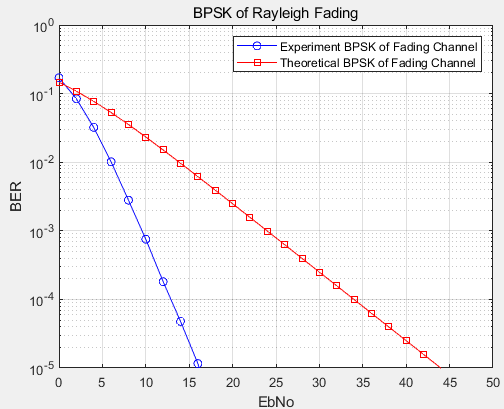 BPSK of Rayleigh Fading
10^0
10^-1
10^-2
10^-3
10^-4
10^-5
BER
Experiment BPSK of Fading Channel
Theoretical BPSK of Fading Channel
0 5 10 15 20 25 30 35 40 45 50
EbNo